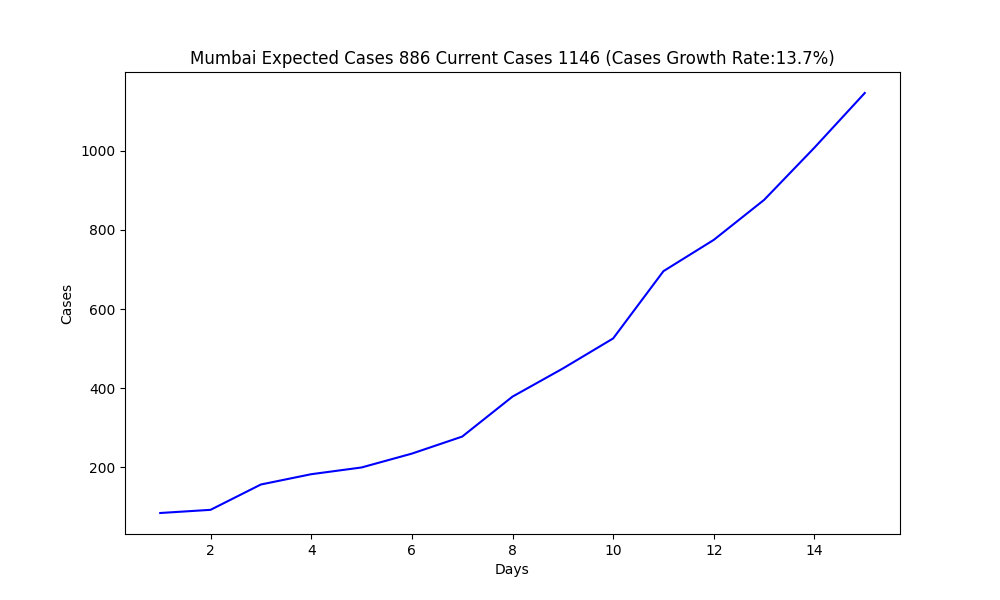 Mumbai Expected Cases 886 Current Cases 1146 (Cases Growth Rate:13.7%)
1000
800
600
400
200
Cases
2 4 6 8 10 12 14
Days